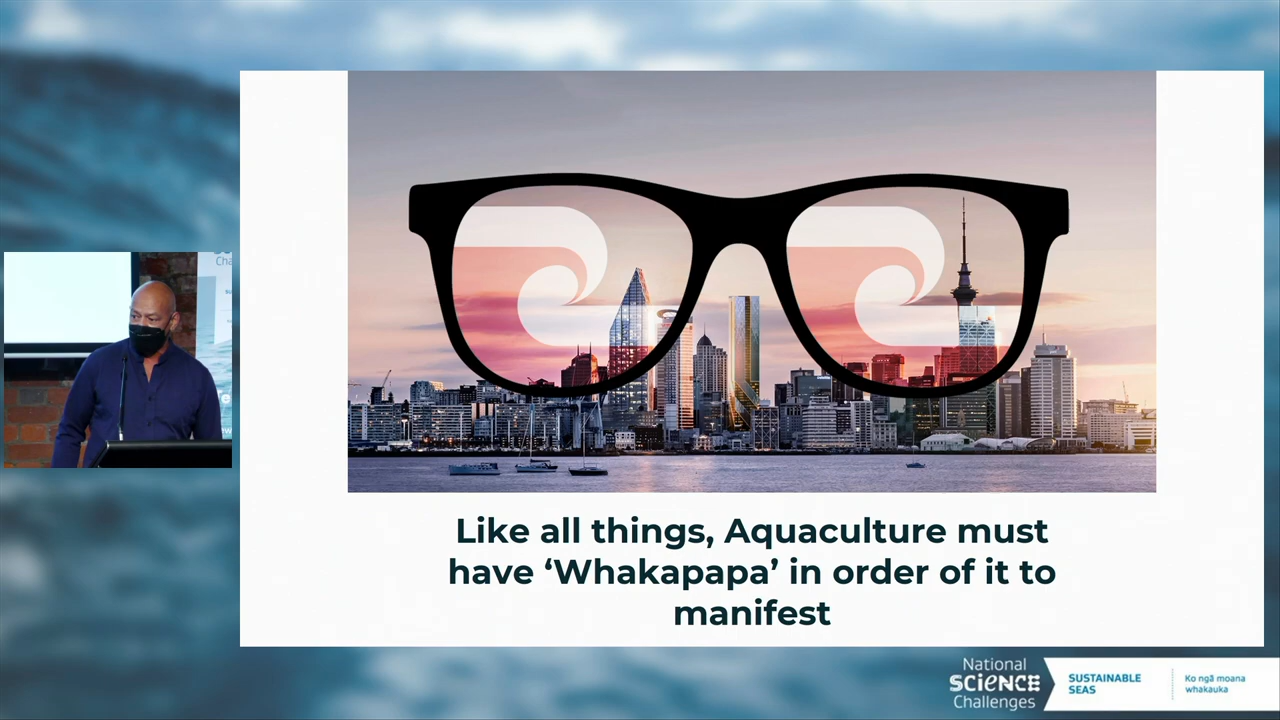 Like all things, Aquaculture must
have ‘Whakapapa’ in order of it to
manifest
National
SCIENCE
Challenges
SUSTAINABLE
SEAS
Ko ngā moana
whakauka